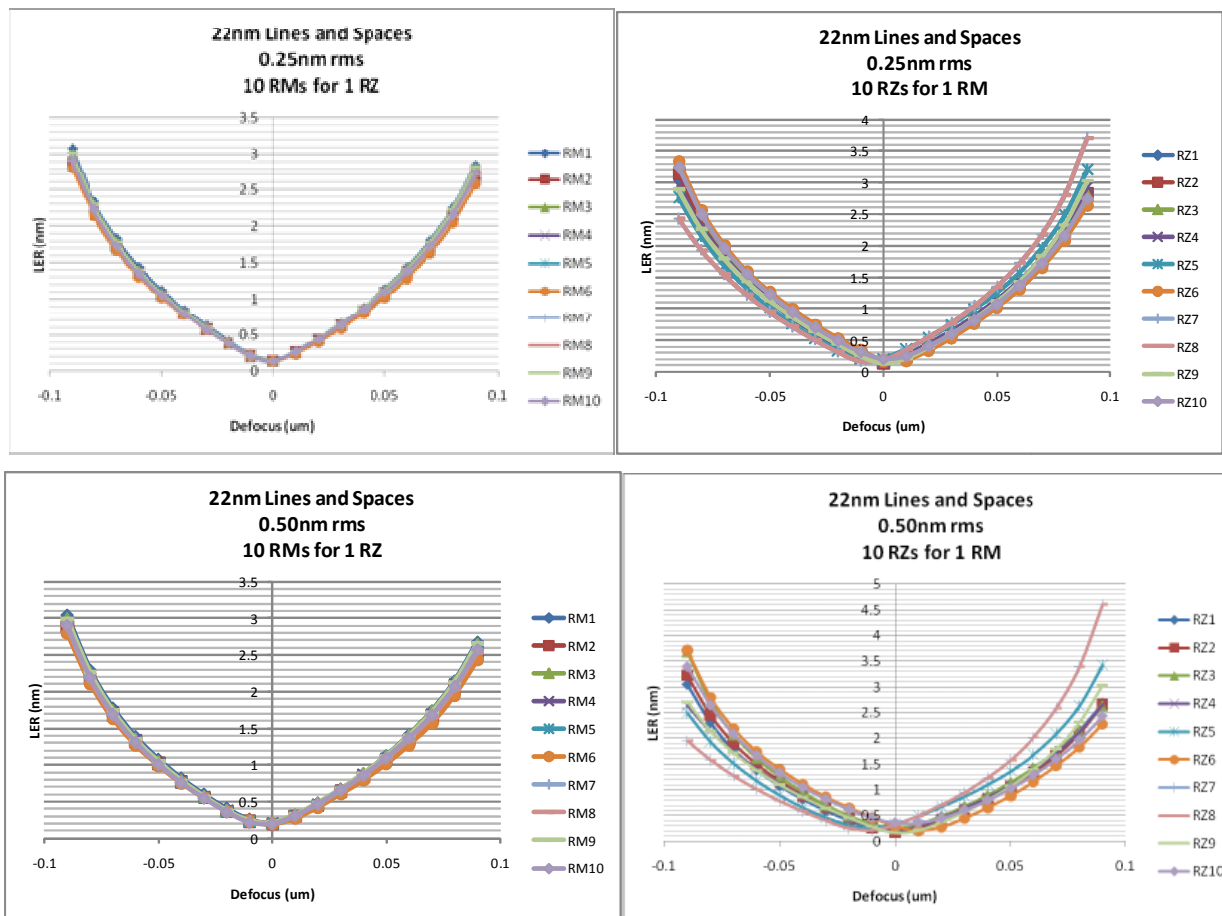 22nm Lines and Spaces
0.25nm rms
10 RMs for 1 RZ
3.5
3
2.5
2
1.5
1
0.5
0
-0.1
-0.05
0
0.05
0.1
LER (nm)
Defocus (um)
RM1
RM2
RM3
RM4
RM5
RM6
RM7
RM8
RM9
RM10
22nm Lines and Spaces
0.25nm rms
10 RZs for 1 RM
4
3.5
3
2.5
2
1.5
1
0.5
0
-0.1
-0.05
0
0.05
0.1
LER (nm)
Defocus (um)
RZ1
RZ2
RZ3
RZ4
RZ5
RZ6
RZ7
RZ8
RZ9
RZ10
22nm Lines and Spaces
0.50nm rms
10 RMs for 1 RZ
3.5
3
2.5
2
1.5
1
0.5
0
-0.1
-0.05
0
0.05
0.1
LER (nm)
Defocus (um)
RM1
RM2
RM3
RM4
RM5
RM6
RM7
RM8
RM9
RM10
22nm Lines and Spaces
0.50nm rms
10 RZs for 1 RM
5
4.5
4
3.5
3
2.5
2
1.5
1
0.5
0
-0.1
-0.05
0
0.05
0.1
LER (nm)
Defocus (um)
RZ1
RZ2
RZ3
RZ4
RZ5
RZ6
RZ7
RZ8
RZ9
RZ10